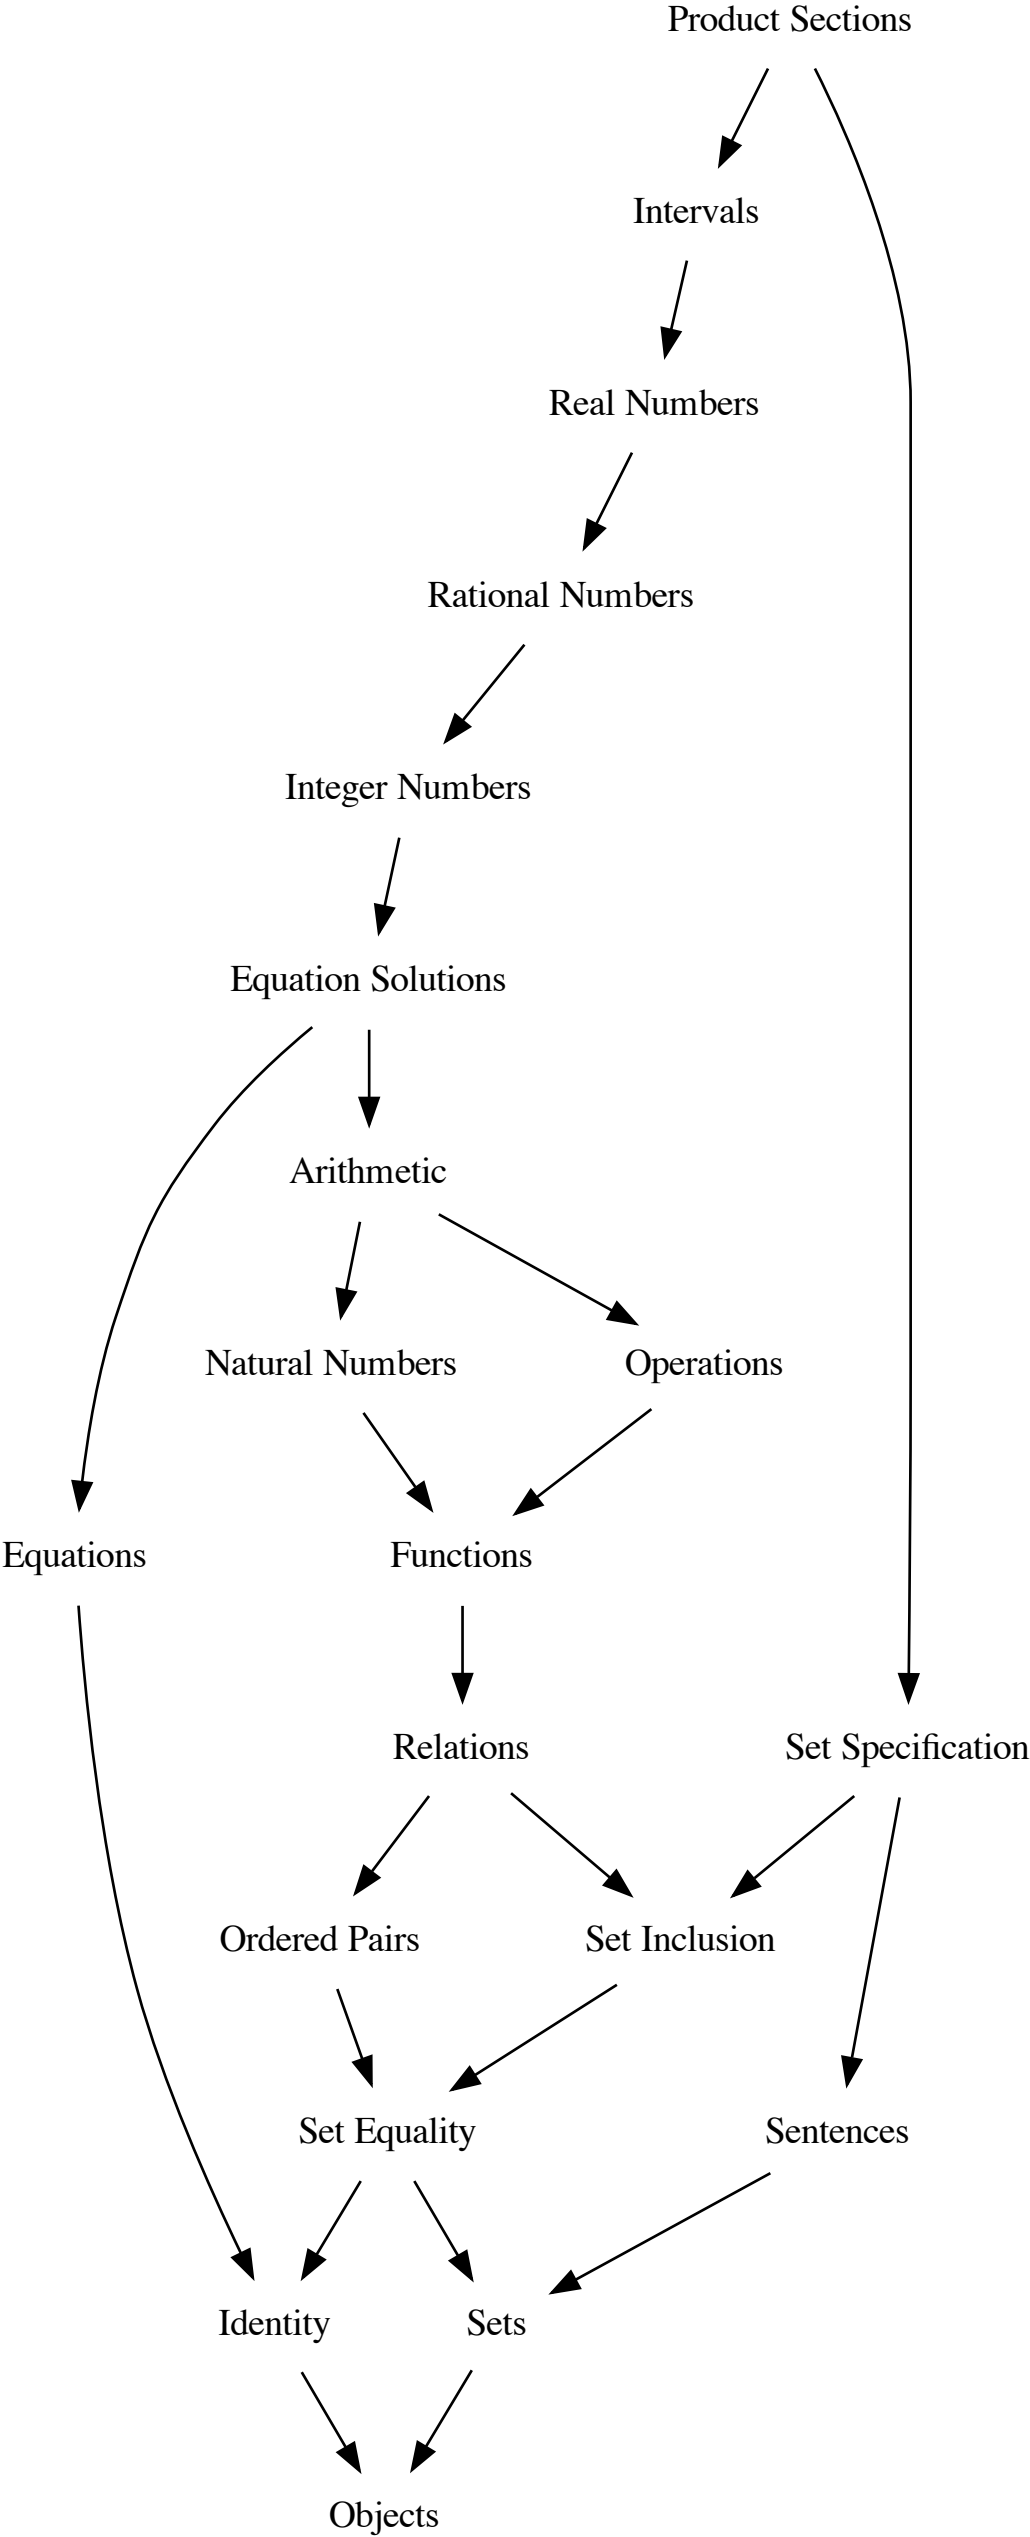 Product Sections
Intervals
Real Numbers
Rational Numbers
Integer Numbers
Equation Solutions
Arithmetic
Natural Numbers
Operations
Equations
Functions
Relations
Set Specification
Ordered Pairs
Set Inclusion
Set Equality
Sentences
Identity
Sets
Objects